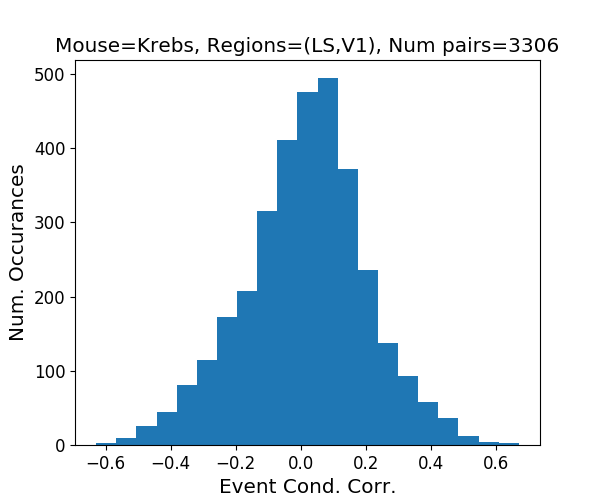 Mouse=Krebs, Regions=(LS,V1), Num pairs=3306
Num. Occurances
500
400
300
200
100
0
−0.6 −0.4 −0.2 0.0 0.2 0.4 0.6
Event Cond. Corr.